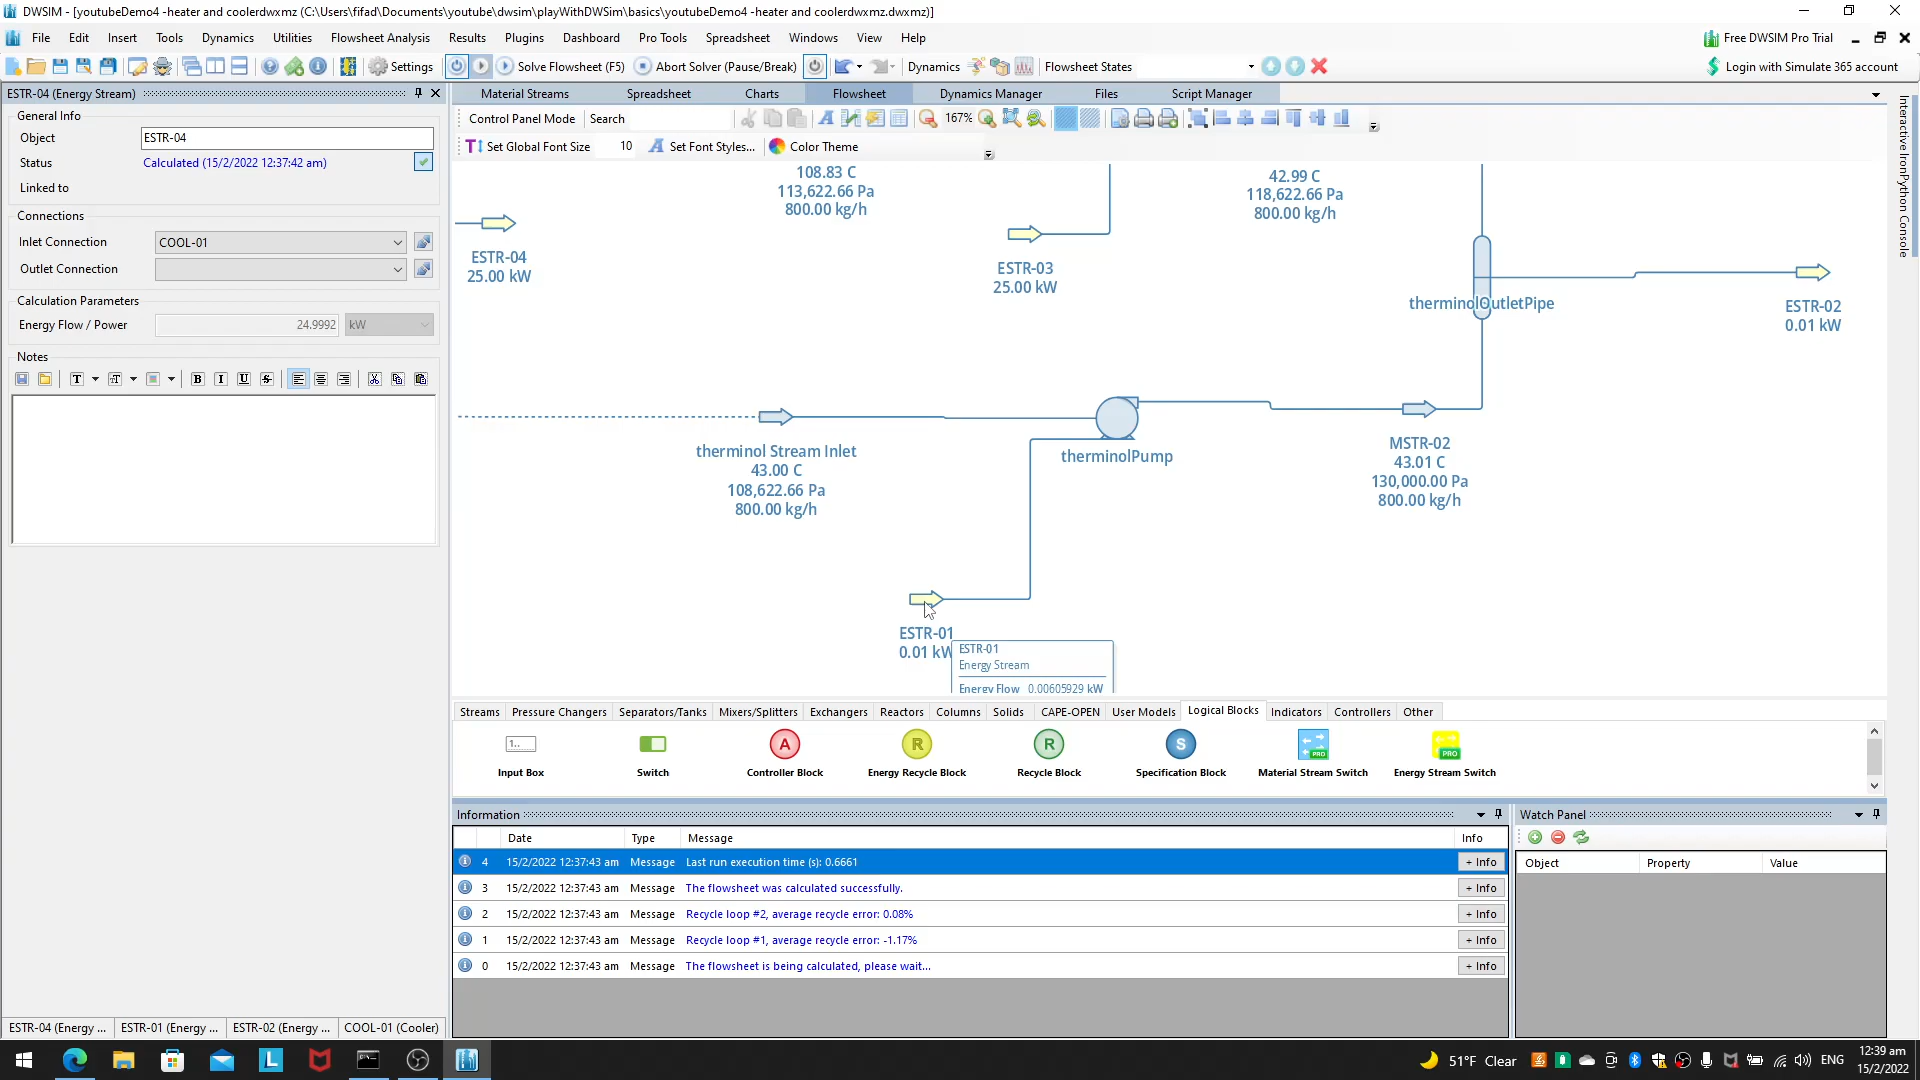 DWSIM - [youtubeDemo4 -heater and coolerdwxmz (C:\Users\fifad\Documents\youtube\dwsim\playWithDWSim\basics\youtubeDemo4 -heater and coolerdwxmz.dwxmz)]
File Edit Insert Tools Dynamics Utilities Flowsheet Analysis Results Plugins Dashboard Pro Tools Spreadsheet Windows View Help Free DWSIM Pro Trial
Settings Solve Flowsheet (F5) Abort Solver (Pause/Break) Dynamics Flowsheet States Login with Simulate 365 account
ESTR-04 (Energy Stream)
General Info
Object ESTR-04
Status Calculated (15/2/2022 12:37:42 am)
Linked to
Connections
Inlet Connection COOL-01
Outlet Connection
Calculation Parameters
Energy Flow / Power 24.9992 kW
Notes
ESTR-04 (Energy ... ESTR-01 (Energy ... ESTR-02 (Energy ... COOL-01 (Cooler)
Material Streams Spreadsheet Charts Flowsheet Dynamics Manager Files Script Manager
Control Panel Mode Search 167%
Set Global Font Size 10 Set Font Styles... Color Theme
108.83 C
113,622.66 Pa
800.00 kg/h
42.99 C
118,622.66 Pa
800.00 kg/h
ESTR-04
25.00 kW
ESTR-03
25.00 kW
therminolOutletPipe
ESTR-02
0.01 kW
therminol Stream Inlet
43.00 C
108,622.66 Pa
800.00 kg/h
therminolPump
MSTR-02
43.01 C
130,000.00 Pa
800.00 kg/h
ESTR-01
0.01 kW
ESTR-01
Energy Stream
Energy Flow 0.00605929 kW
Interactive IronPython Console
Streams Pressure Changers Separators/Tanks Mixers/Splitters Exchangers Reactors Columns Solids CAPE-OPEN User Models Logical Blocks Indicators Controllers Other
1.. A R R S PRO PRO
Input Box Switch Controller Block Energy Recycle Block Recycle Block Specification Block Material Stream Switch Energy Stream Switch
Information
Date Type Message Info
4 15/2/2022 12:37:43 am Message Last run execution time (s): 0.6661 + Info
3 15/2/2022 12:37:43 am Message The flowsheet was calculated successfully. + Info
2 15/2/2022 12:37:43 am Message Recycle loop #2, average recycle error: 0.08% + Info
1 15/2/2022 12:37:43 am Message Recycle loop #1, average recycle error: -1.17% + Info
0 15/2/2022 12:37:43 am Message The flowsheet is being calculated, please wait... + Info
Watch Panel
Object Property Value
51°F Clear ENG 12:39 am
15/2/2022